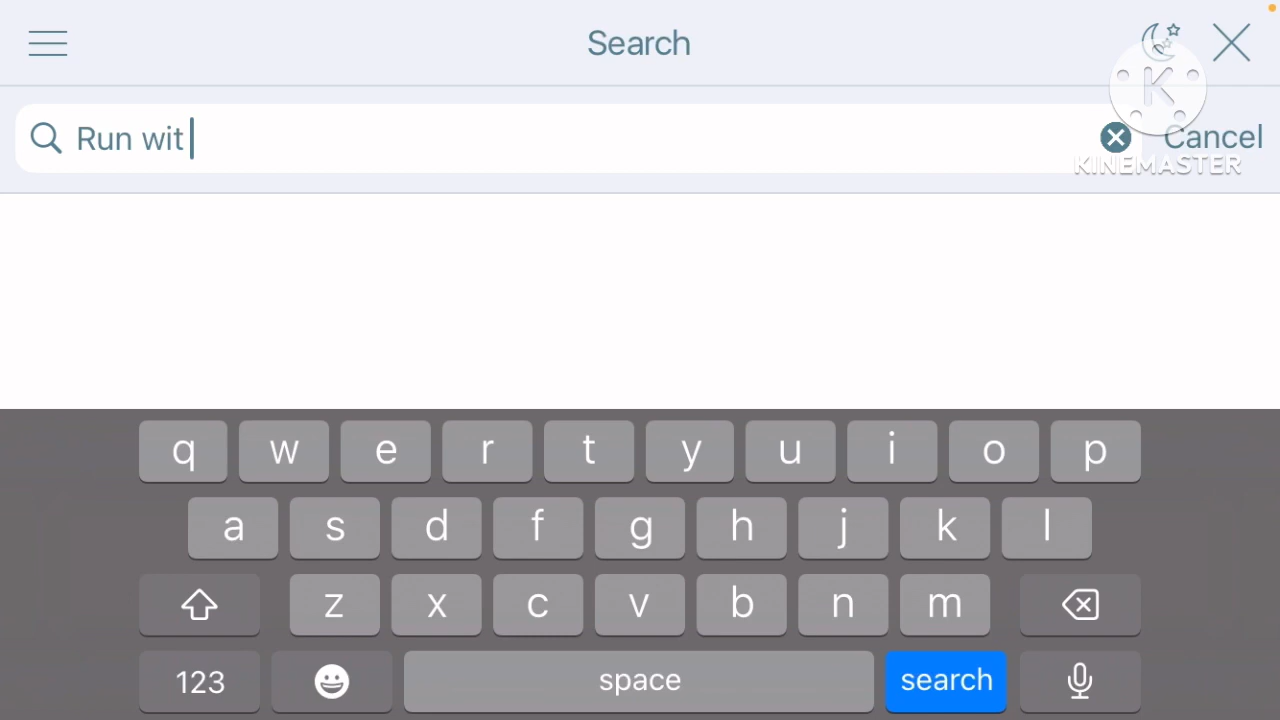 Search
Run wit
Cancel
K
KINEMASTER
q w e r t y u i o p
a s d f g h j k l
z x c v b n m
123 space search